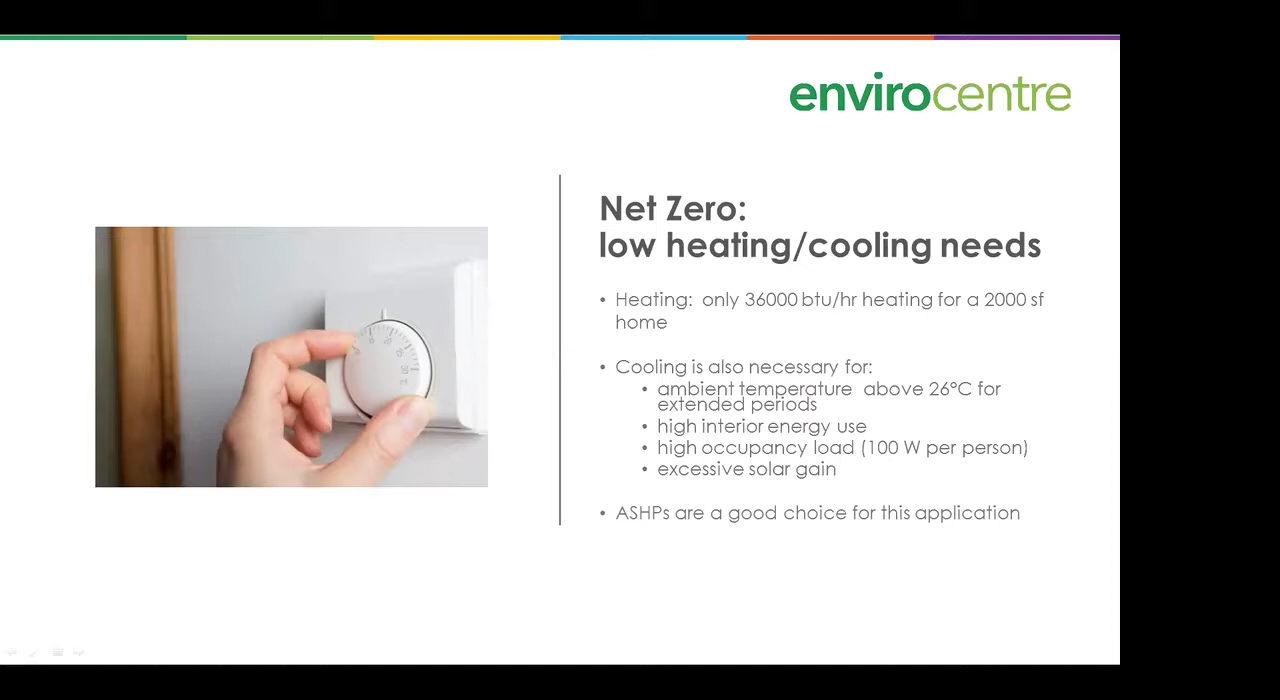 envirocentre
Net Zero:
low heating/cooling needs
• Heating:  only 36000 btu/hr heating for a 2000 sf
home
• Cooling is also necessary for:
• ambient temperature  above 26°C for
extended periods
• high interior energy use
• high occupancy load (100 W per person)
• excessive solar gain
• ASHPs are a good choice for this application